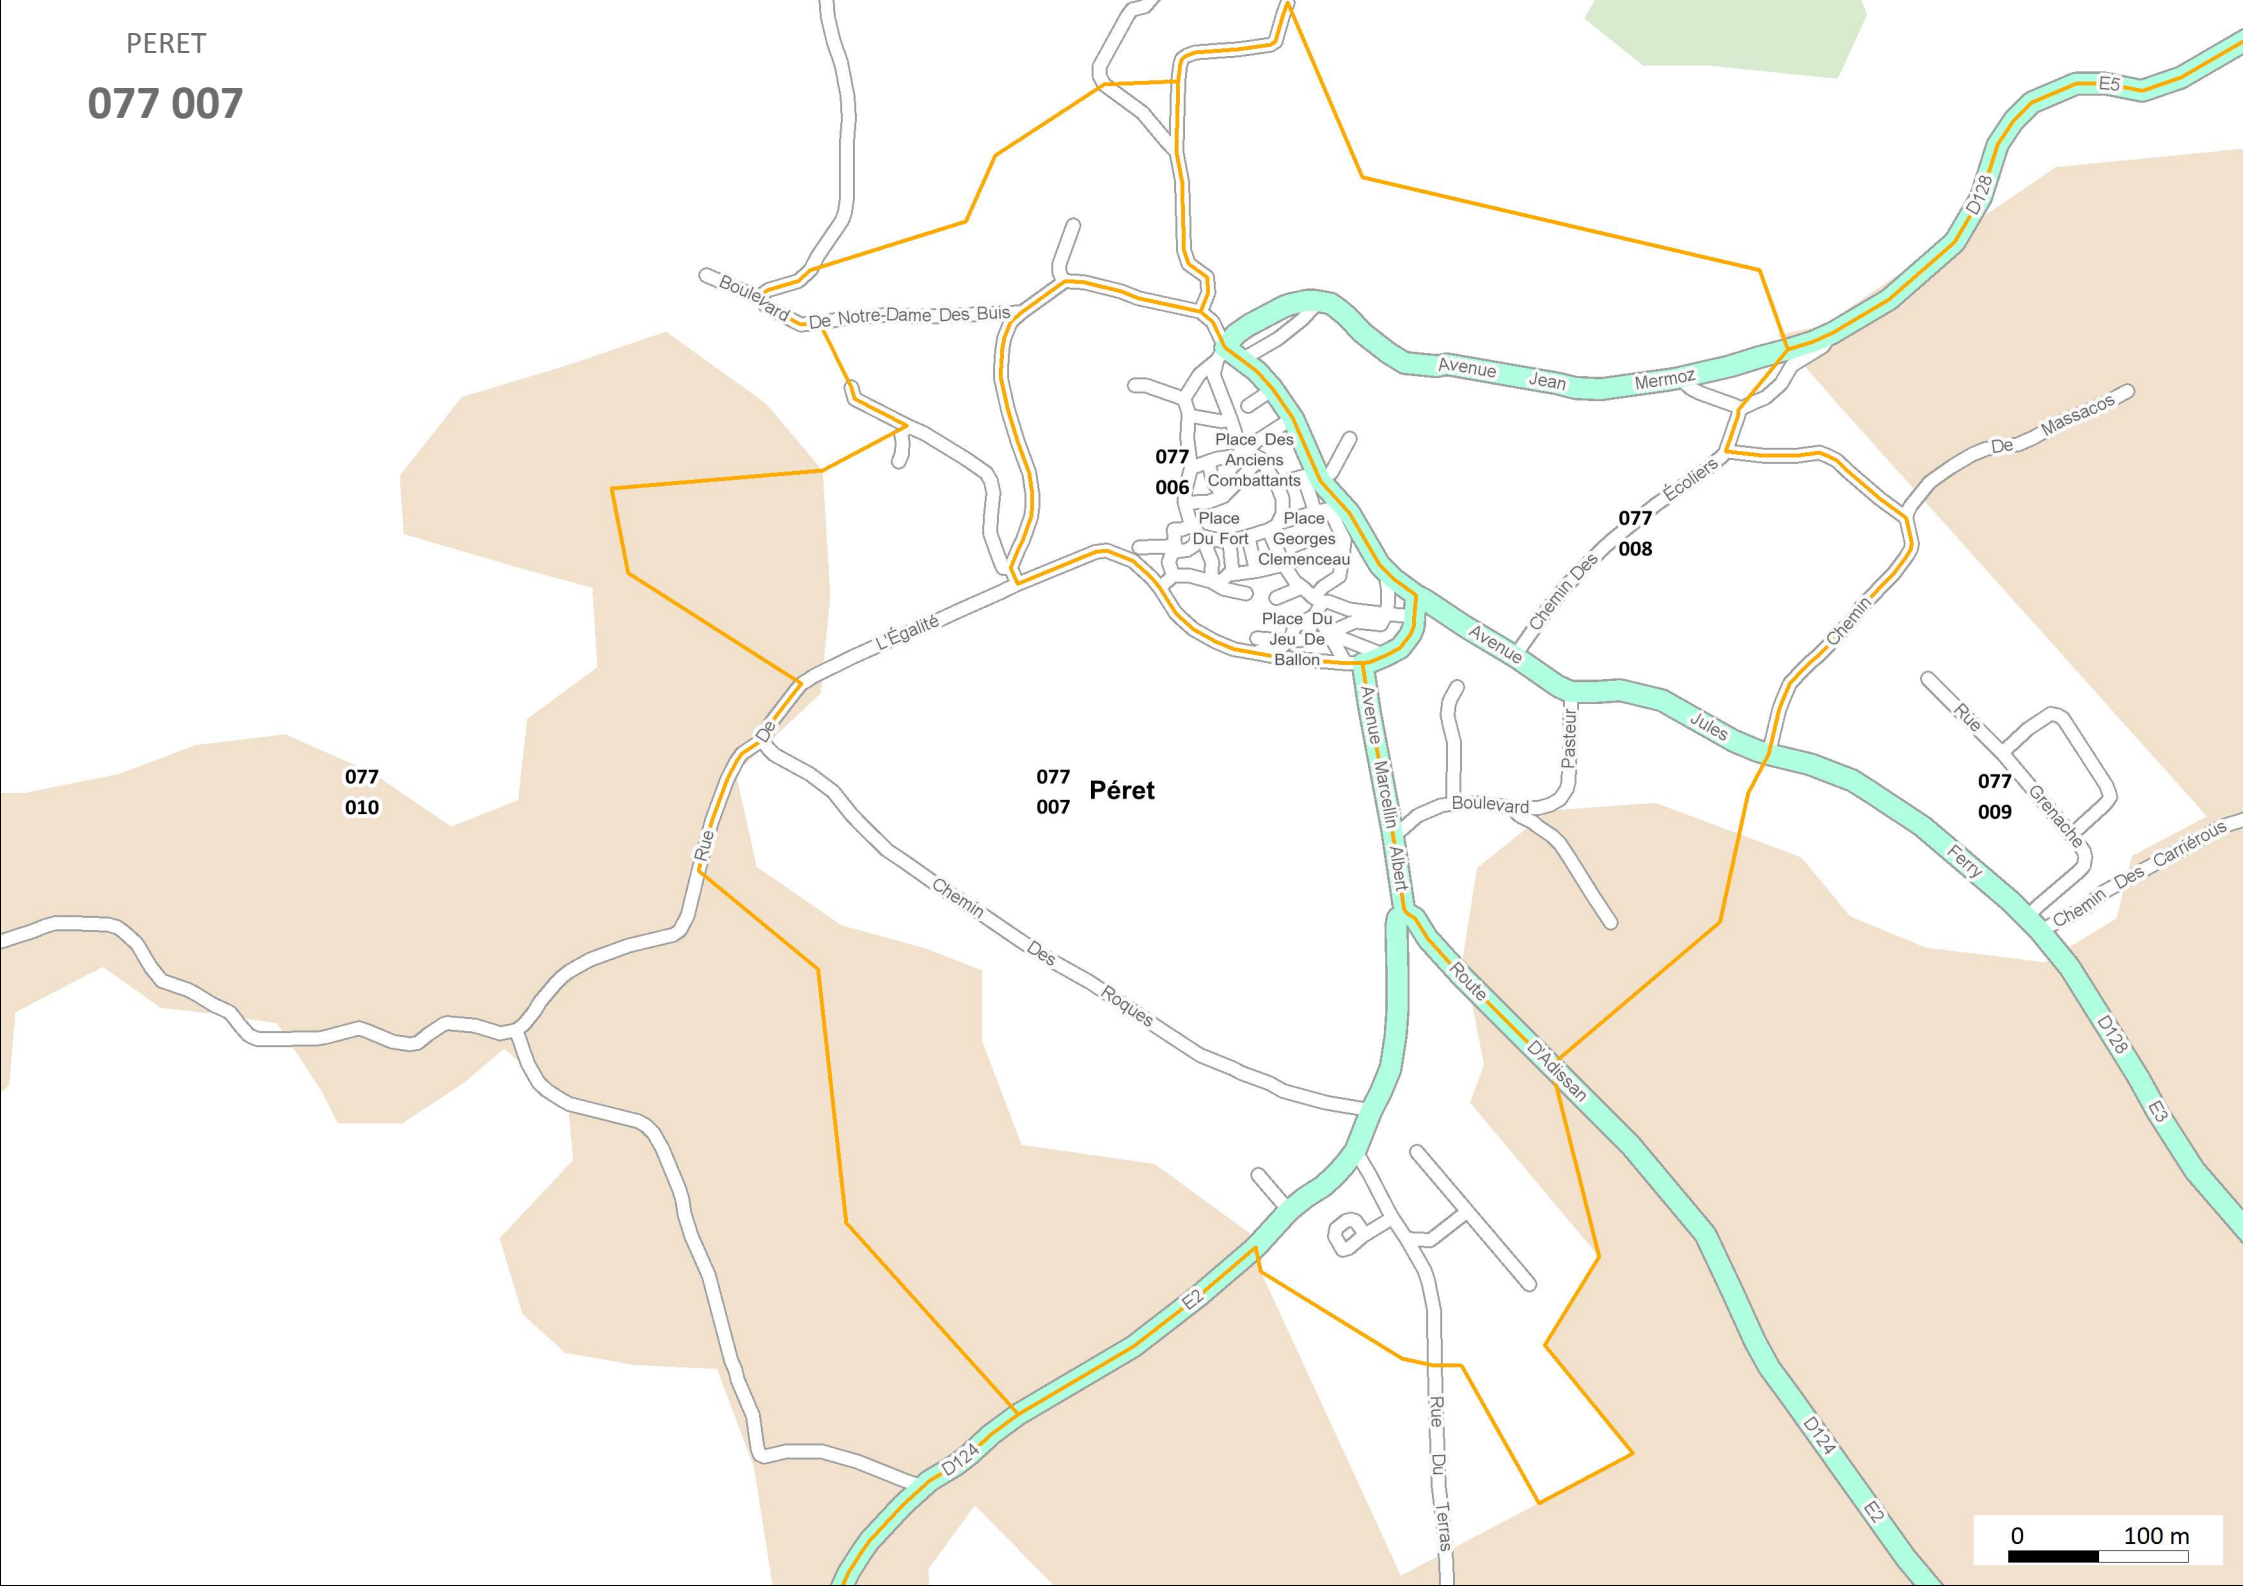 PERET
077 007
E5
D128
Boulevard De Notre-Dame Des Buis
Avenue Jean Mermoz
De Massacos
Place Des
Anciens
Combattants
077
006
Place
Du Fort
Place
Georges
Clemenceau
Écoliers
077
008
Chemin Des
Chemin
L'Égalité
Place Du
Jeu De
Ballon
Avenue
Jules
Ferry
Avenue Marcellin Albert
Pasteur
Boulevard
De
Rue
077
010
077
007
Péret
Rue
Grenache
077
009
Chemin Des Carriérous
Chemin Des Roques
Route
D'Adissan
D128
E3
E2
D124
Rue Du Terras
D124
E2
0 100 m